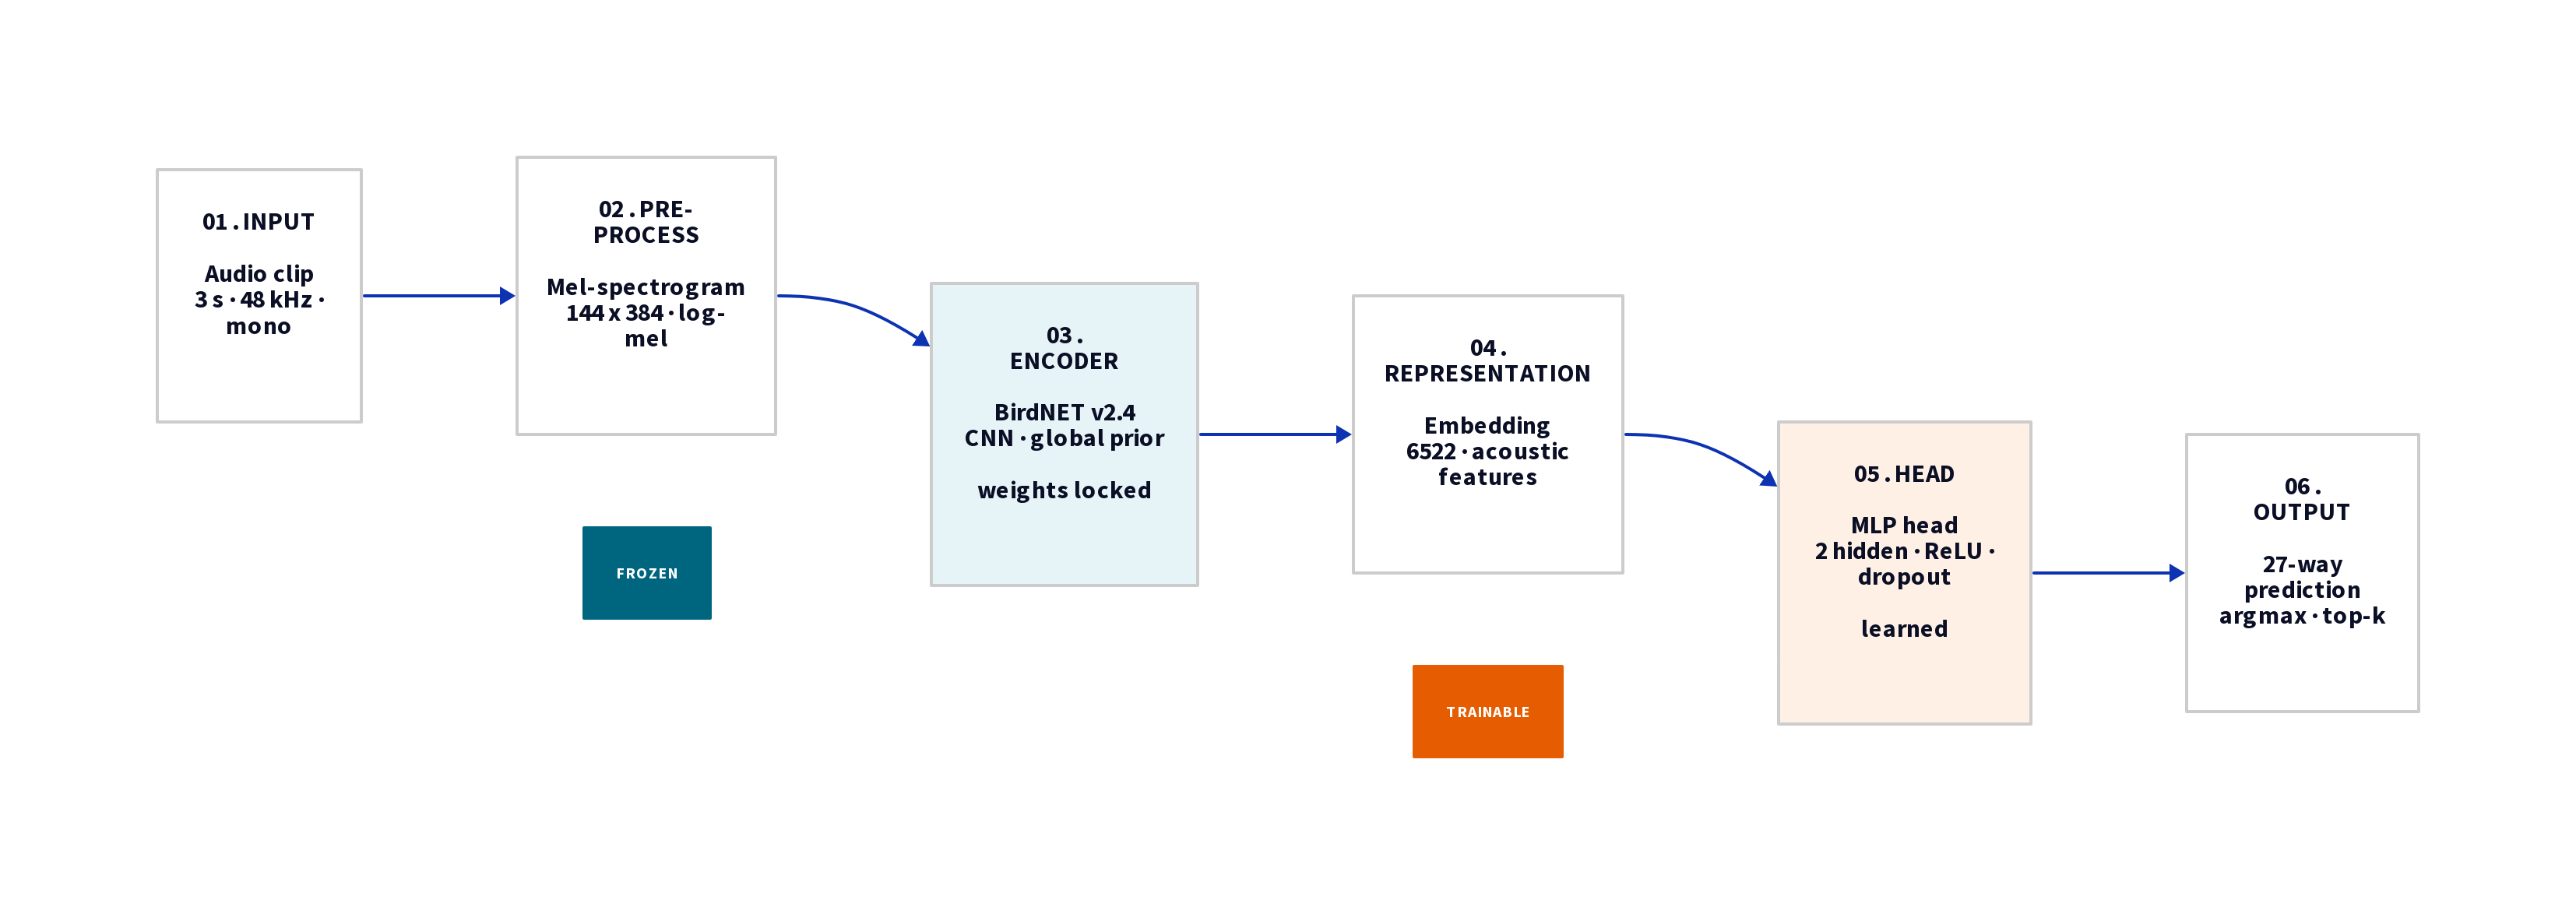 01.INPUT
Audio clip
3 s · 48 kHz ·
mono
02.PRE-
PROCESS
Mel-spectrogram
144 x 384 · log-
mel
FROZEN
03.
ENCODER
BirdNET v2.4
CNN · global prior
weights locked
04.
REPRESENTATION
Embedding
6522 · acoustic
features
TRAINABLE
05.HEAD
MLP head
2 hidden · ReLU ·
dropout
learned
06.
OUTPUT
27-way
prediction
argmax · top-k